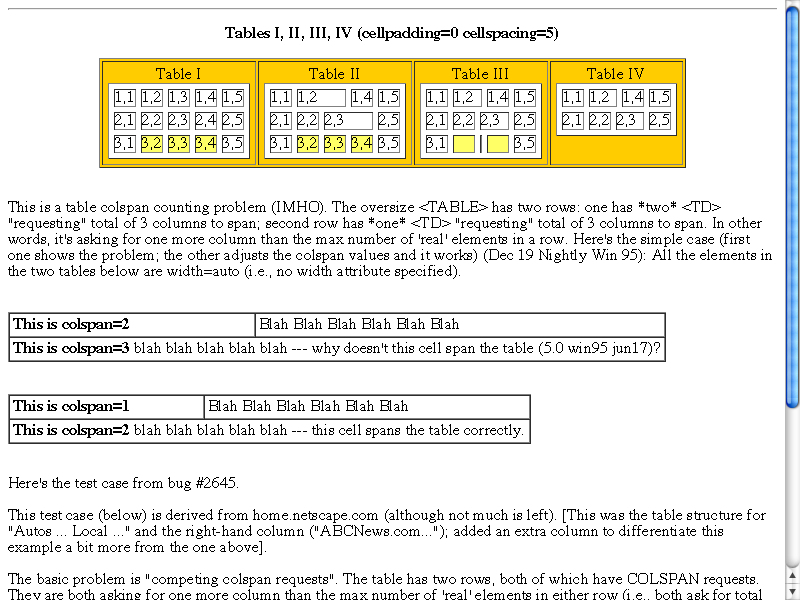 Tables I, II, III, IV (cellpadding=0 cellspacing=5)
Table I Table II Table III Table IV
1,1 1,2 1,3 1,4 1,5 1,1 1,2 1,4 1,5 1,1 1,2 1,4 1,5 1,1 1,2 1,4 1,5
2,1 2,2 2,3 2,4 2,5 2,1 2,2 2,3 2,5 2,1 2,2 2,3 2,5 2,1 2,2 2,3 2,5
3,1 3,2 3,3 3,4 3,5 3,1 3,2 3,3 3,4 3,5 3,1 3,5
This is a table colspan counting problem (IMHO). The oversize <TABLE> has two rows: one has *two* <TD>
"requesting" total of 3 columns to span; second row has *one* <TD> "requesting" total of 3 columns to span. In other
words, it's asking for one more column than the max number of 'real' elements in a row. Here's the simple case (first
one shows the problem; the other adjusts the colspan values and it works) (Dec 19 Nightly Win 95): All the elements in
the two tables below are width=auto (i.e., no width attribute specified).
This is colspan=2 Blah Blah Blah Blah Blah Blah
This is colspan=3 blah blah blah blah blah --- why doesn't this cell span the table (5.0 win95 jun17)?
This is colspan=1 Blah Blah Blah Blah Blah Blah
This is colspan=2 blah blah blah blah blah --- this cell spans the table correctly.
Here's the test case from bug #2645.
This test case (below) is derived from home.netscape.com (although not much is left). [This was the table structure for
"Autos ... Local ..." and the right-hand column ("ABCNews.com..."); added an extra column to differentiate this
example a bit more from the one above].
The basic problem is "competing colspan requests". The table has two rows, both of which have COLSPAN requests.
They are both asking for one more column than the max number of 'real' elements in either row (i.e., both ask for total